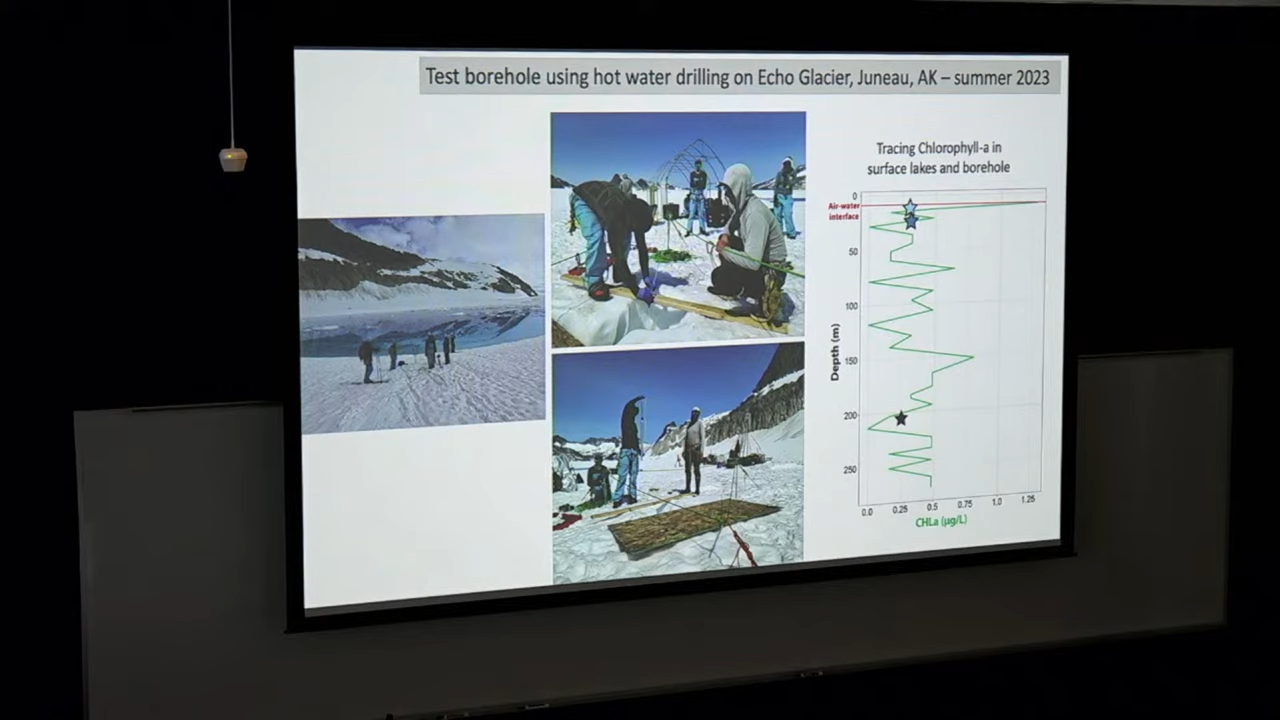 Test borehole using hot water drilling on Echo Glacier, Juneau, AK – summer 2023
Tracing Chlorophyll-a in
surface lakes and borehole
Air-water
interface
0
50
100
150
200
250
Depth (m)
0.0 0.25 0.5 0.75 1.0 1.25
CHLa (µg/L)